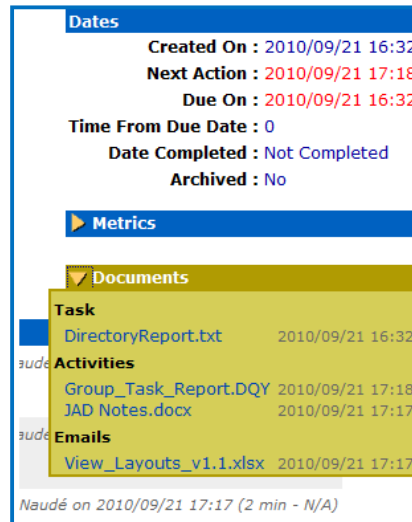 Dates
Created On : 2010/09/21 16:32
Next Action : 2010/09/21 17:18
Due On : 2010/09/21 16:32
Time From Due Date : 0
Date Completed : Not Completed
Archived : No
Metrics
Documents
Task
DirectoryReport.txt 2010/09/21 16:32
Activities
Group_Task_Report.DQY 2010/09/21 17:18
JAD Notes.docx 2010/09/21 17:17
Emails
View_Layouts_v1.1.xlsx 2010/09/21 17:17
Naudé on 2010/09/21 17:17 (2 min - N/A)